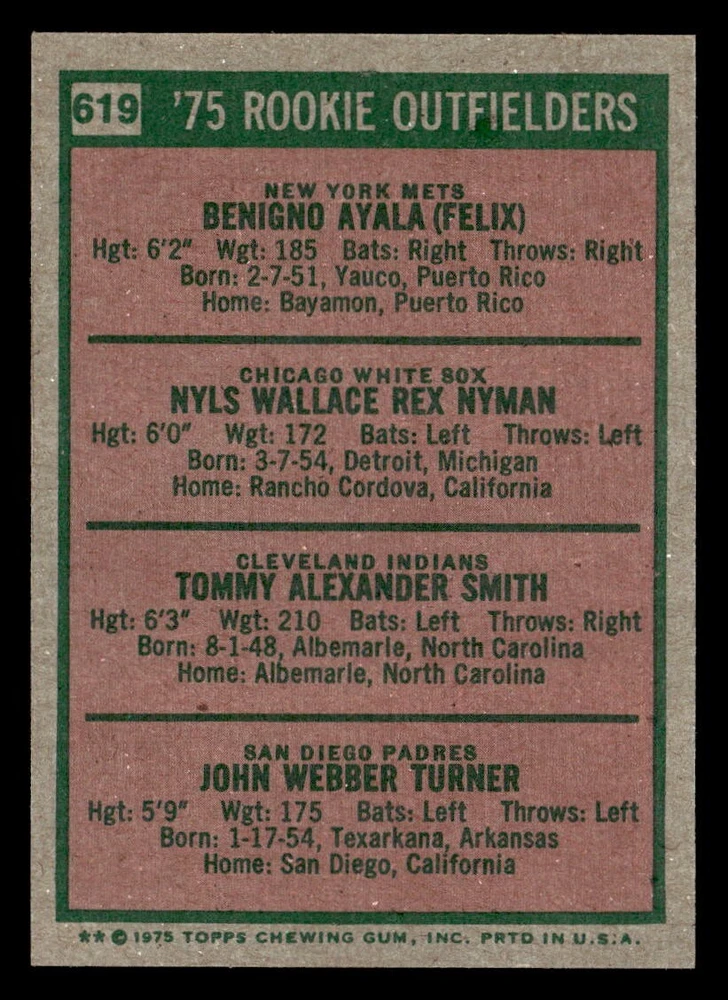 619 '75 ROOKIE OUTFIELDERS
NEW YORK METS
BENIGNO AYALA (FELIX)
Hgt: 6'2" Wgt: 185 Bats: Right Throws: Right
Born: 2-7-51, Yauco, Puerto Rico
Home: Bayamon, Puerto Rico
CHICAGO WHITE SOX
NYLS WALLACE REX NYMAN
Hgt: 6'0" Wgt: 172 Bats: Left Throws: Left
Born: 3-7-54, Detroit, Michigan
Home: Rancho Cordova, California
CLEVELAND INDIANS
TOMMY ALEXANDER SMITH
Hgt: 6'3" Wgt: 210 Bats: Left Throws: Right
Born: 8-1-48, Albemarle, North Carolina
Home: Albemarle, North Carolina
SAN DIEGO PADRES
JOHN WEBBER TURNER
Hgt: 5'9" Wgt: 175 Bats: Left Throws: Left
Born: 1-17-54, Texarkana, Arkansas
Home: San Diego, California
** © 1975 TOPPS CHEWING GUM, INC. PRTD IN U.S.A.